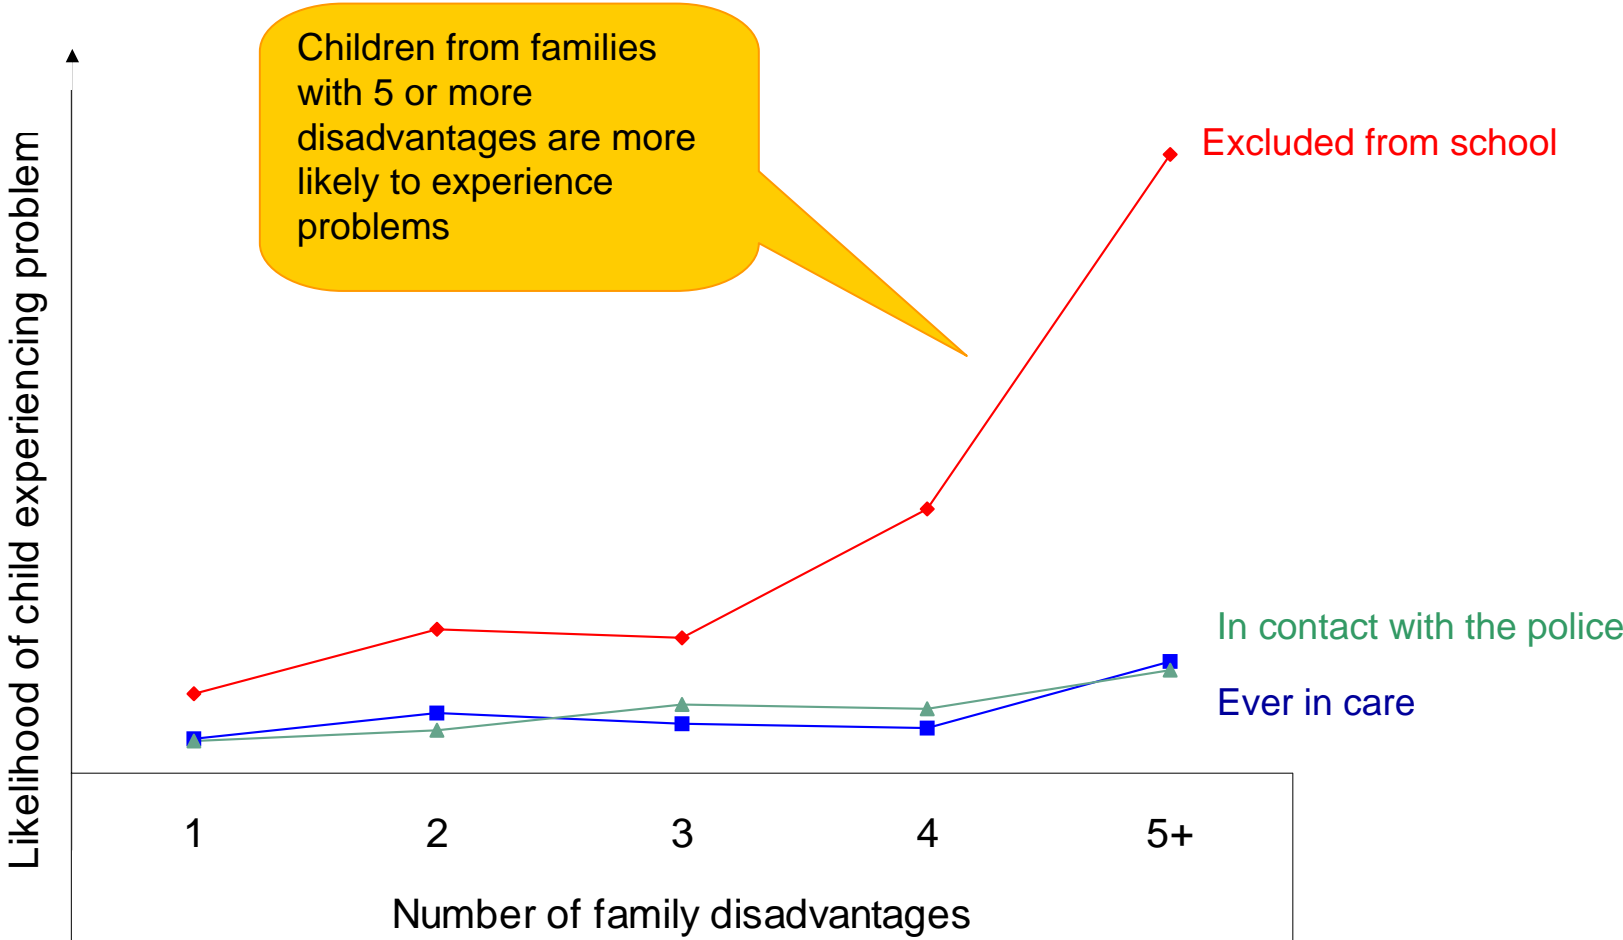 Children from families
with 5 or more
disadvantages are more
likely to experience
problems
Likelihood of child experiencing problem
Excluded from school
In contact with the police
Ever in care
1 2 3 4 5+
Number of family disadvantages